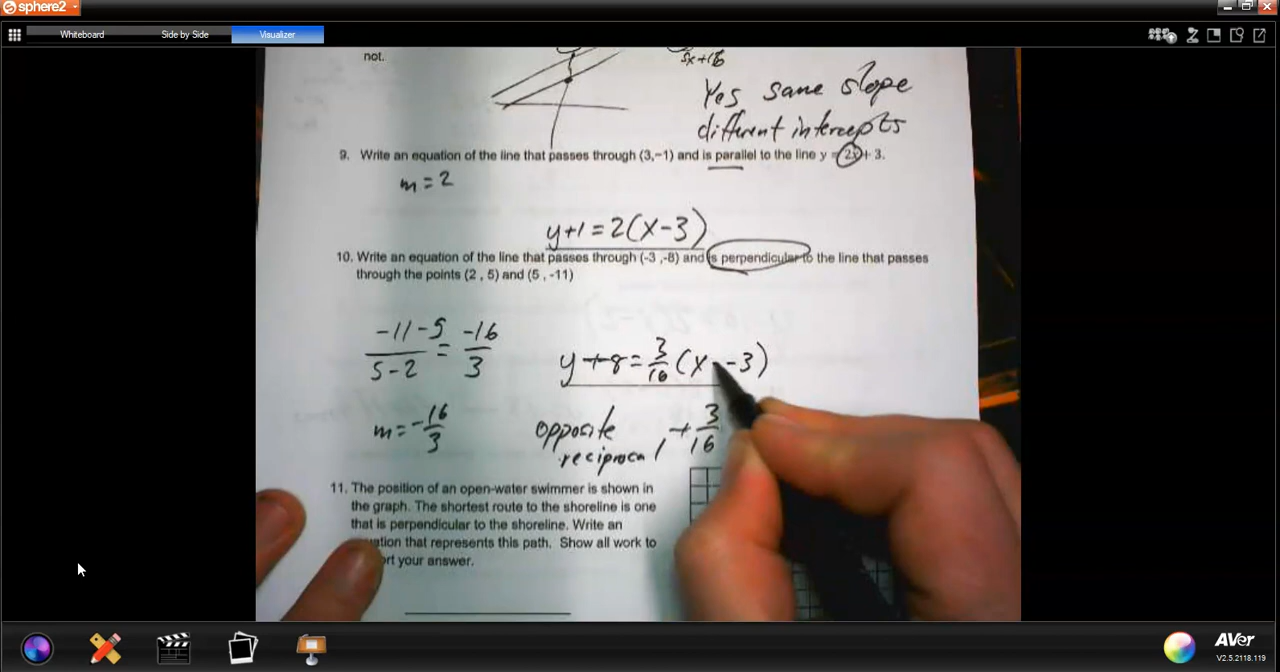 sphere2
Whiteboard Side by Side Visualizer
not.
5x+16
Yes same slope
different intercepts
9. Write an equation of the line that passes through (3,−1) and is parallel to the line y = 2x + 3.
m = 2
y+1 = 2(x-3)
10. Write an equation of the line that passes through (-3 ,-8) and is perpendicular to the line that passes
through the points (2 , 5) and (5 , -11)
-11-5 / 5-2 = -16 / 3
y+8 = 3/16 (x --3)
m = -16/3
opposite
reciprocal + 3/16
11. The position of an open-water swimmer is shown in
the graph. The shortest route to the shoreline is one
that is perpendicular to the shoreline. Write an
uation that represents this path. Show all work to
ort your answer.
AVer
V2.5.2118.119